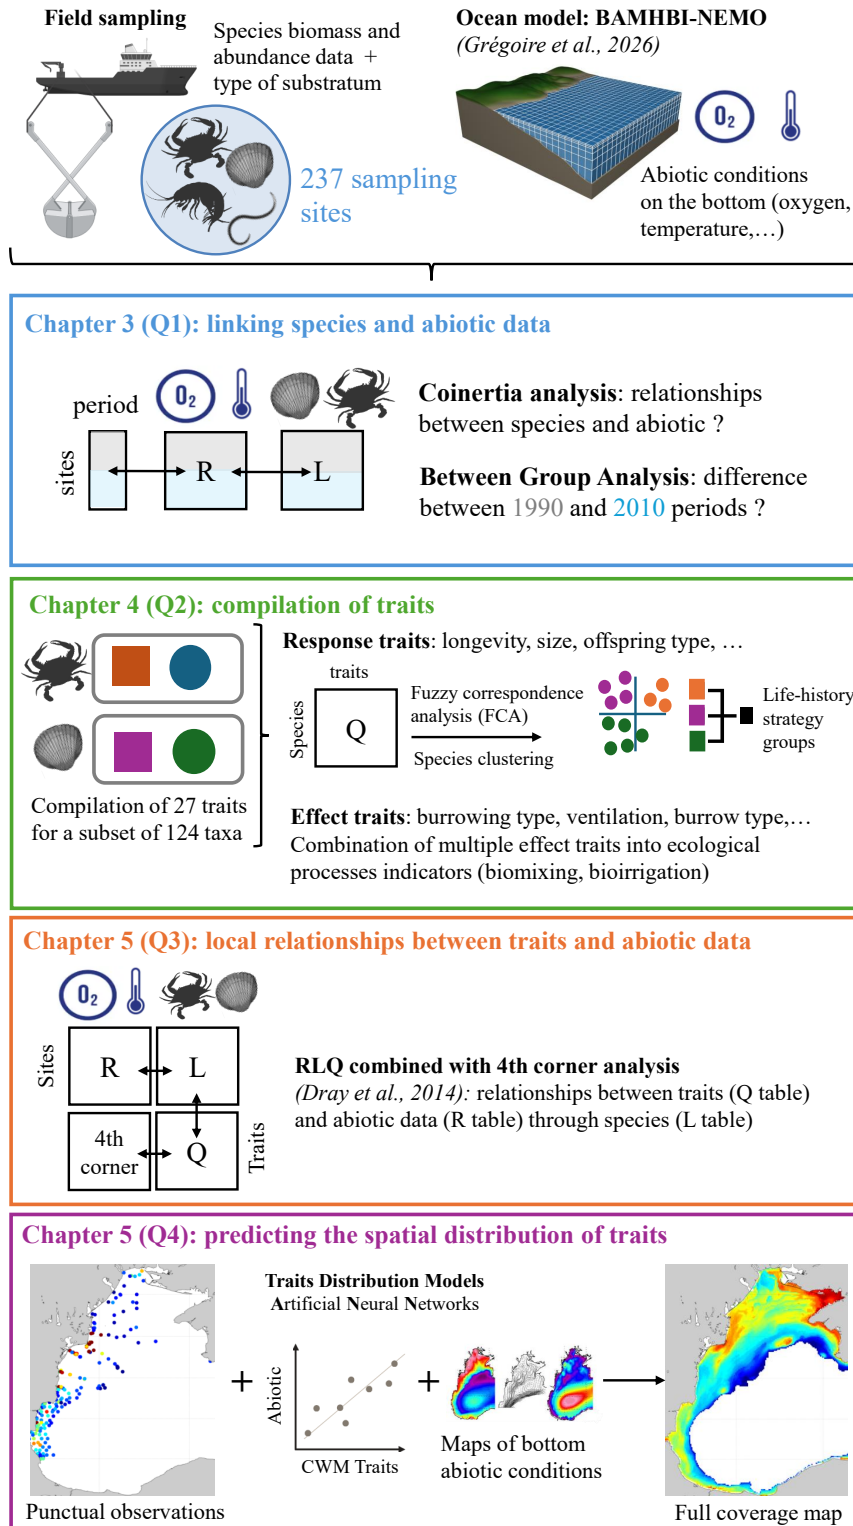 Field sampling
Species biomass and
abundance data +
type of substratum
237 sampling
sites
Ocean model: BAMHBI-NEMO
(Grégoire et al., 2026)
O2
Abiotic conditions
on the bottom (oxygen,
temperature,…)
Chapter 3 (Q1): linking species and abiotic data
period
O2
sites
R
L
Coinertia analysis: relationships
between species and abiotic ?
Between Group Analysis: difference
between 1990 and 2010 periods ?
Chapter 4 (Q2): compilation of traits
Compilation of 27 traits
for a subset of 124 taxa
Response traits: longevity, size, offspring type, …
traits
Species
Q
Fuzzy correspondence
analysis (FCA)
Species clustering
Life-history
strategy
groups
Effect traits: burrowing type, ventilation, burrow type,…
Combination of multiple effect traits into ecological
processes indicators (biomixing, bioirrigation)
Chapter 5 (Q3): local relationships between traits and abiotic data
O2
Sites
R
L
4th
corner
Q
Traits
RLQ combined with 4th corner analysis
(Dray et al., 2014): relationships between traits (Q table)
and abiotic data (R table) through species (L table)
Chapter 5 (Q4): predicting the spatial distribution of traits
Punctual observations
+
Traits Distribution Models
Artificial Neural Networks
Abiotic
CWM Traits
+
Maps of bottom
abiotic conditions
Full coverage map